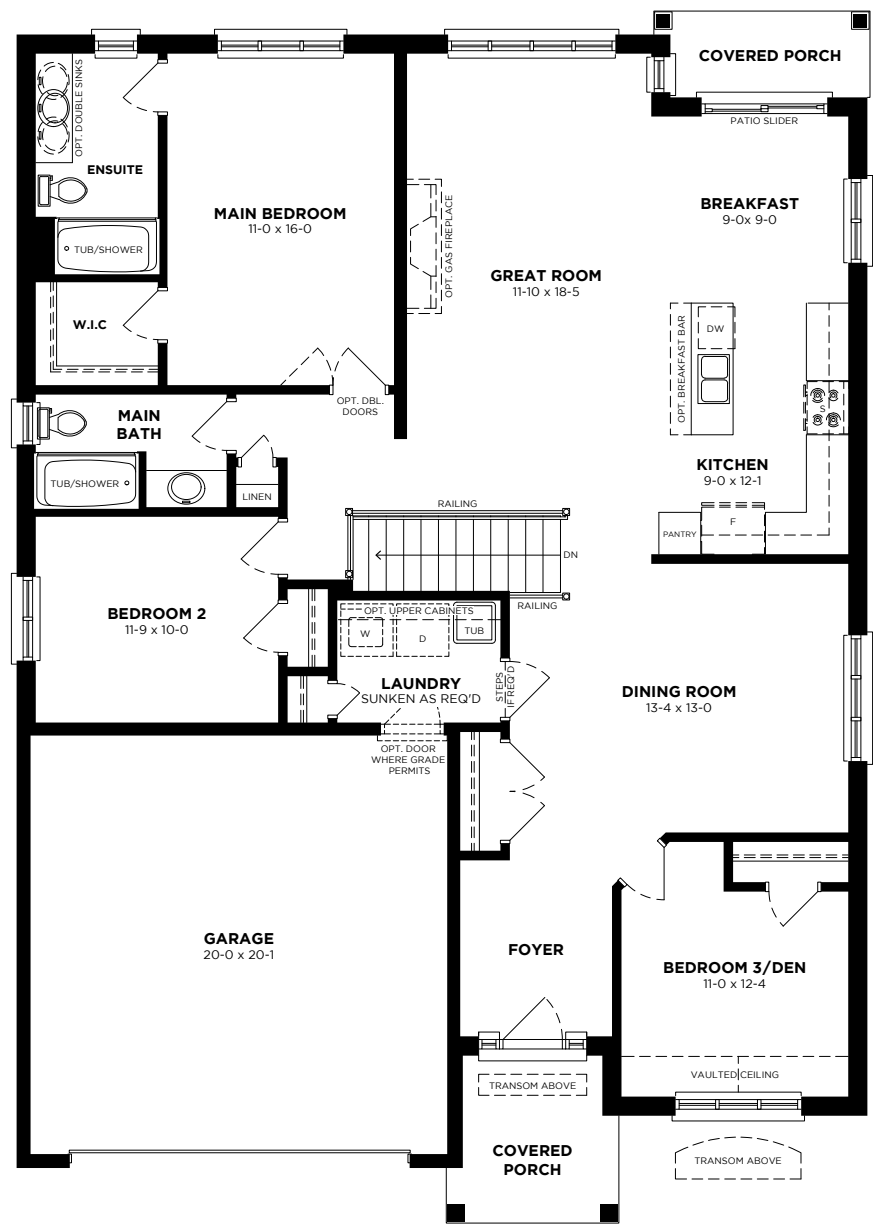 COVERED PORCH
PATIO SLIDER
OPT. DOUBLE SINKS
ENSUITE
TUB/SHOWER
W.I.C
MAIN BEDROOM
11-0 x 16-0
OPT. GAS FIREPLACE
GREAT ROOM
11-10 x 18-5
BREAKFAST
9-0x 9-0
OPT. BREAKFAST BAR
DW
S
OPT. DBL.
DOORS
MAIN
BATH
TUB/SHOWER
LINEN
KITCHEN
9-0 x 12-1
PANTRY
F
RAILING
DN
RAILING
BEDROOM 2
11-9 x 10-0
OPT. UPPER CABINETS
W
D
TUB
LAUNDRY
SUNKEN AS REQ'D
STEPS
IF REQ'D
OPT. DOOR
WHERE GRADE
PERMITS
DINING ROOM
13-4 x 13-0
GARAGE
20-0 x 20-1
FOYER
BEDROOM 3/DEN
11-0 x 12-4
VAULTED CEILING
TRANSOM ABOVE
COVERED
PORCH
TRANSOM ABOVE